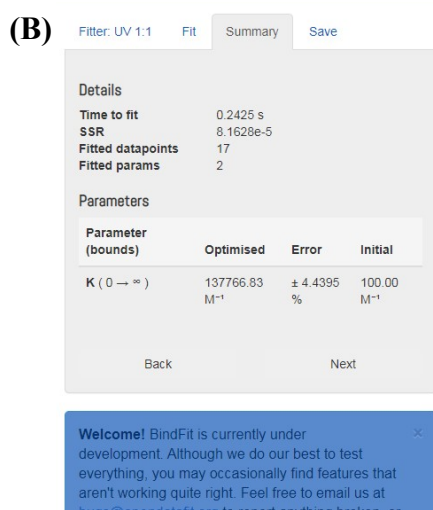 (B)
Fitter: UV 1:1 Fit Summary Save
Details
Time to fit 0.2425 s
SSR 8.1628e-5
Fitted datapoints 17
Fitted params 2
Parameters
Parameter
(bounds) Optimised Error Initial
K ( 0 → ∞ ) 137766.83 ± 4.4395 100.00
M⁻¹ % M⁻¹
Back Next
Welcome! BindFit is currently under ×
development. Although we do our best to test
everything, you may occasionally find features that
aren't working quite right. Feel free to email us at